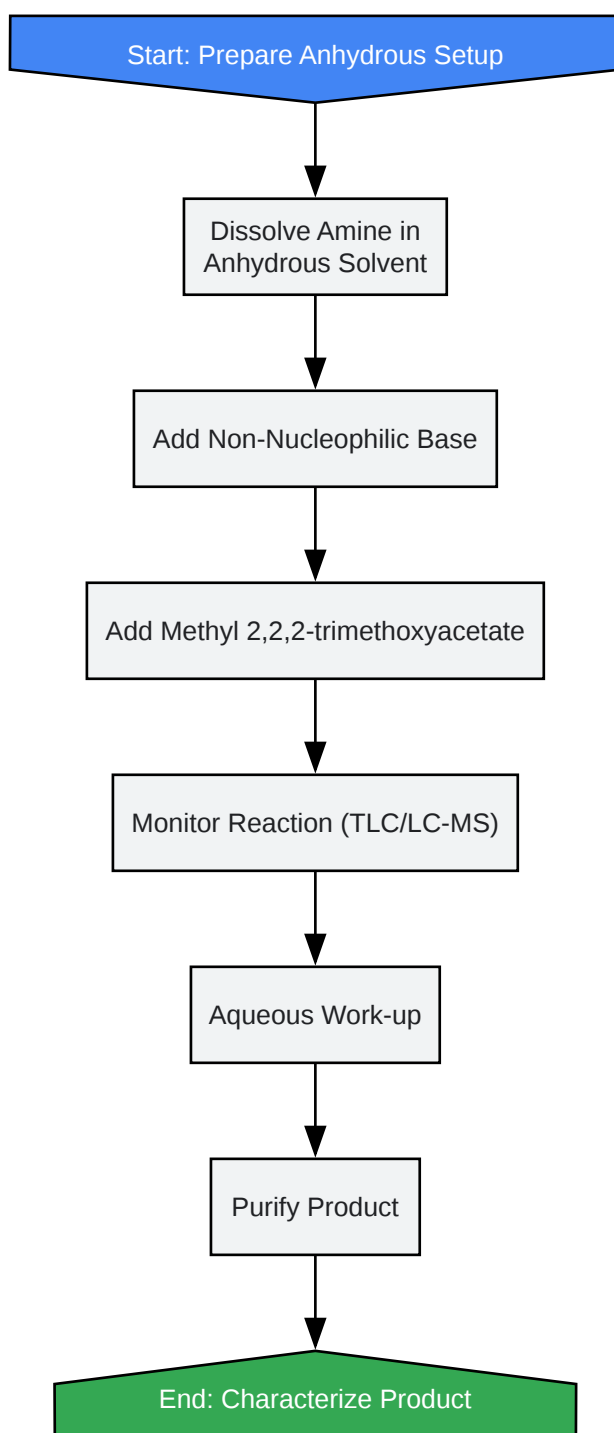 Start: Prepare Anhydrous Setup
Dissolve Amine in
Anhydrous Solvent
Add Non-Nucleophilic Base
Add Methyl 2,2,2-trimethoxyacetate
Monitor Reaction (TLC/LC-MS)
Aqueous Work-up
Purify Product
End: Characterize Product